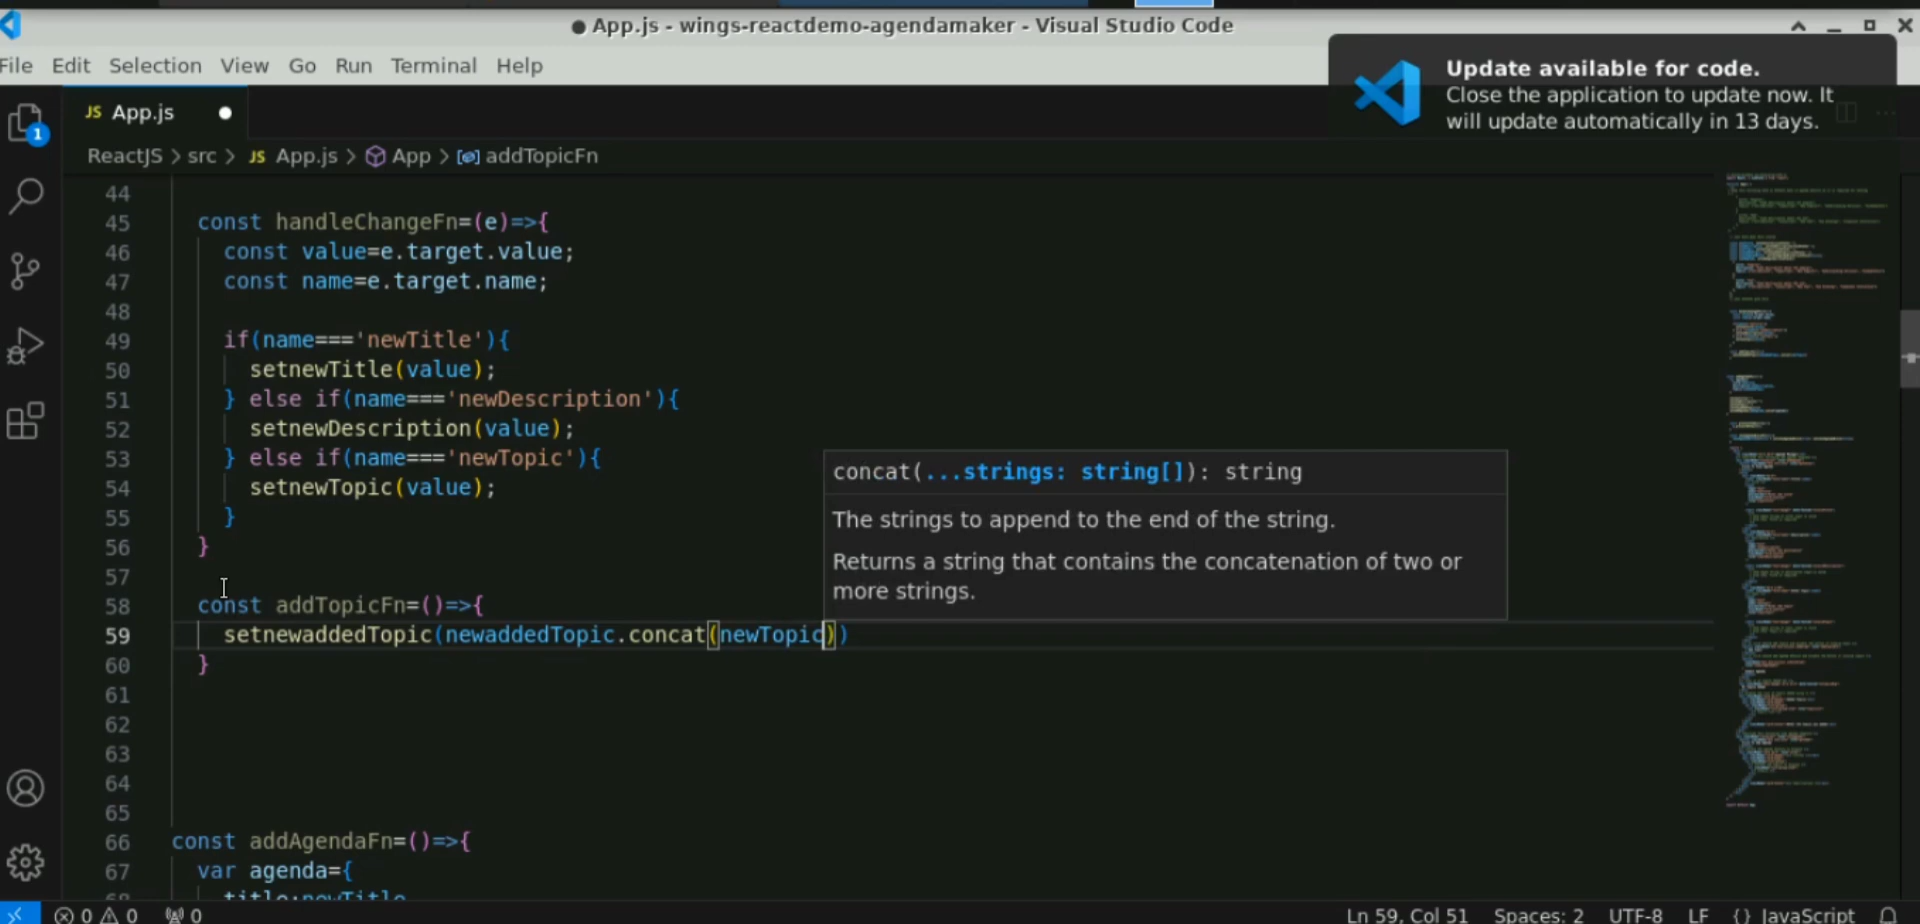 App.js - wings-reactdemo-agendamaker - Visual Studio Code
File Edit Selection View Go Run Terminal Help
Update available for code.
Close the application to update now. It
will update automatically in 13 days.
JS App.js
1
ReactJS > src > JS App.js > App > addTopicFn
44
45 const handleChangeFn=(e)=>{
46 const value=e.target.value;
47 const name=e.target.name;
48
49 if(name==='newTitle'){
50 setnewTitle(value);
51 } else if(name==='newDescription'){
52 setnewDescription(value);
53 } else if(name==='newTopic'){
54 setnewTopic(value);
55 }
56 }
57
58 const addTopicFn=()=>{
59 setnewaddedTopic(newaddedTopic.concat(newTopic))
60 }
61
62
63
64
65
66 const addAgendaFn=()=>{
67 var agenda={
68 title:newTitle
concat(...strings: string[]): string
The strings to append to the end of the string.
Returns a string that contains the concatenation of two or
more strings.
0 0 0 Ln 59, Col 51 Spaces: 2 UTF-8 LF {} JavaScript